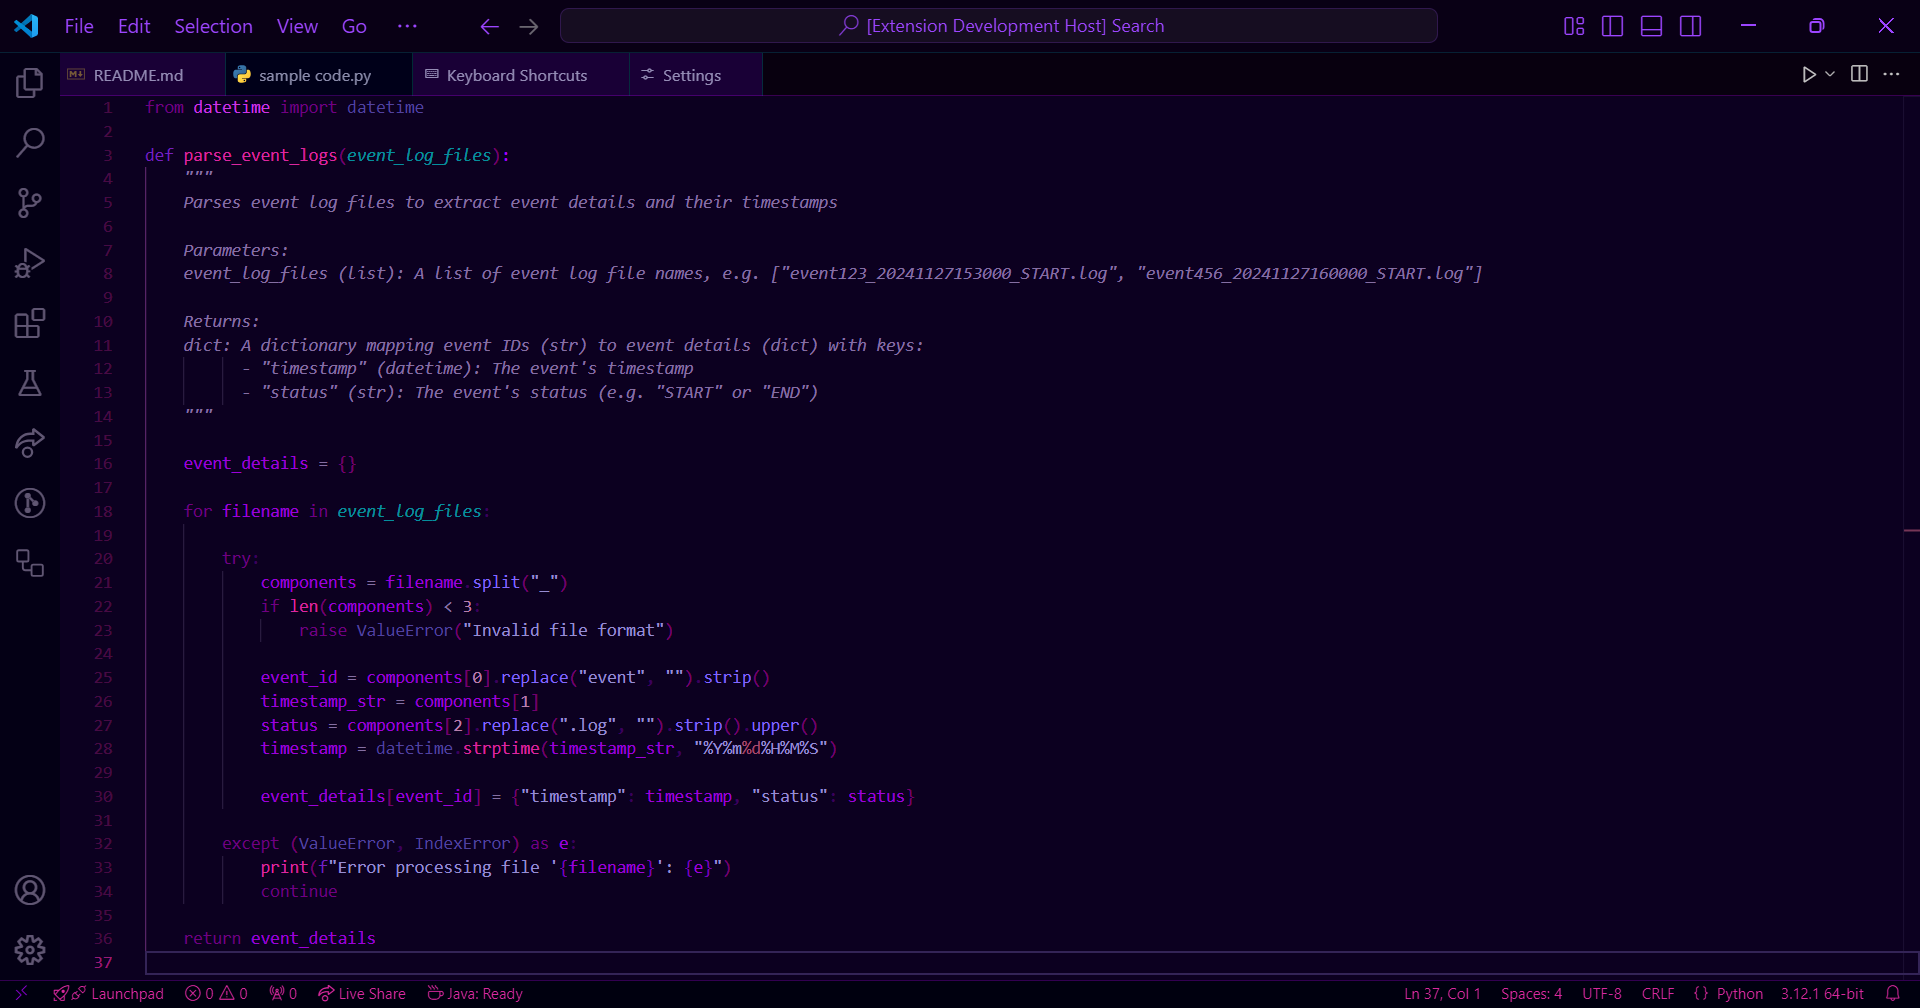 File Edit Selection View Go ··· [Extension Development Host] Search
README.md sample code.py Keyboard Shortcuts Settings
1 from datetime import datetime
2
3 def parse_event_logs(event_log_files):
4 """
5 Parses event log files to extract event details and their timestamps
6
7 Parameters:
8 event_log_files (list): A list of event log file names, e.g. ["event123_20241127153000_START.log", "event456_20241127160000_START.log"]
9
10 Returns:
11 dict: A dictionary mapping event IDs (str) to event details (dict) with keys:
12 - "timestamp" (datetime): The event's timestamp
13 - "status" (str): The event's status (e.g. "START" or "END")
14 """
15
16 event_details = {}
17
18 for filename in event_log_files:
19
20 try:
21 components = filename.split("_")
22 if len(components) < 3:
23 raise ValueError("Invalid file format")
24
25 event_id = components[0].replace("event", "").strip()
26 timestamp_str = components[1]
27 status = components[2].replace(".log", "").strip().upper()
28 timestamp = datetime.strptime(timestamp_str, "%Y%m%d%H%M%S")
29
30 event_details[event_id] = {"timestamp": timestamp, "status": status}
31
32 except (ValueError, IndexError) as e:
33 print(f"Error processing file '{filename}': {e}")
34 continue
35
36 return event_details
37
Launchpad 0 0 0 Live Share Java: Ready Ln 37, Col 1 Spaces: 4 UTF-8 CRLF {} Python 3.12.1 64-bit